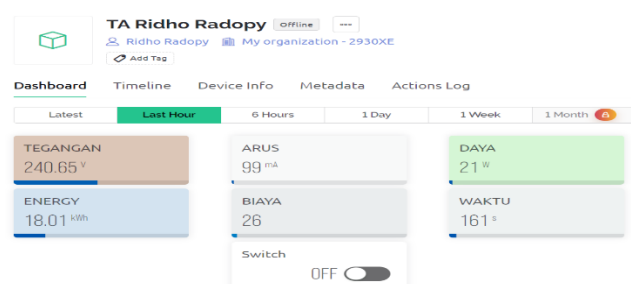 TA Ridho Radopy Offline ...
Ridho Radopy My organization - 2930XE
Add Tag
Dashboard Timeline Device Info Metadata Actions Log
Latest Last Hour 6 Hours 1 Day 1 Week 1 Month
TEGANGAN ARUS DAYA
240.65 V 99 mA 21 W
ENERGY BIAYA WAKTU
18.01 kWh 26 161 s
Switch
OFF